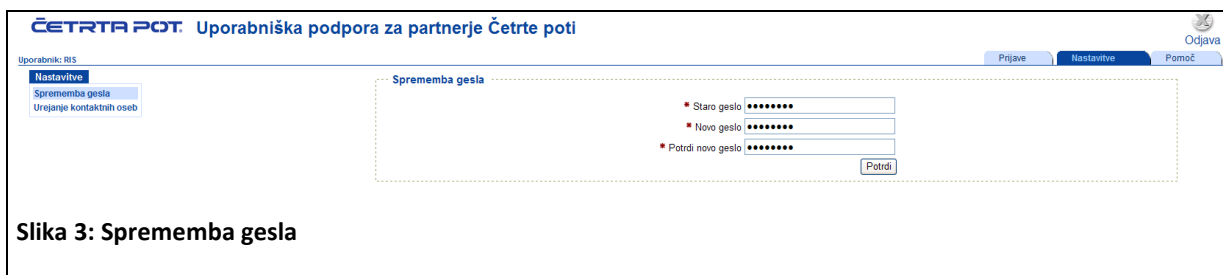 ČETRTA POT. Uporabniška podpora za partnerje Četrte poti
Odjava
Uporabnik: RIS
Prijave Nastavitve Pomoč
Nastavitve
Sprememba gesla
Urejanje kontaktnih oseb
Sprememba gesla
* Staro geslo ••••••••
* Novo geslo ••••••••
* Potrdi novo geslo ••••••••
Potrdi
Slika 3: Sprememba gesla